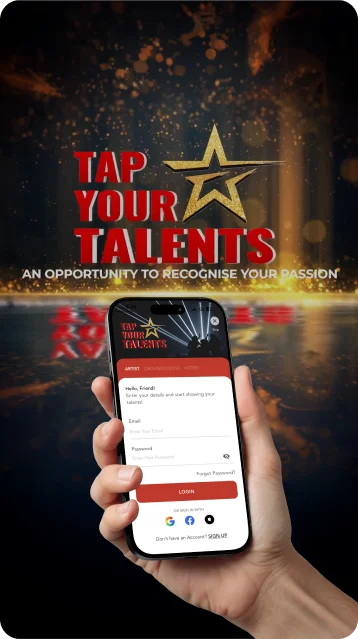 TAP
YOUR
TALENTS
AN OPPORTUNITY TO RECOGNISE YOUR PASSION
TAP
YOUR
TALENTS
ARTIST
Hello, Friend!
Enter your details and start showing your
talents!
Email
Enter Your Email
Password
Enter Your Password
Forgot Password?
LOGIN
OR SIGN IN WITH
Don't have an Account? SIGN UP